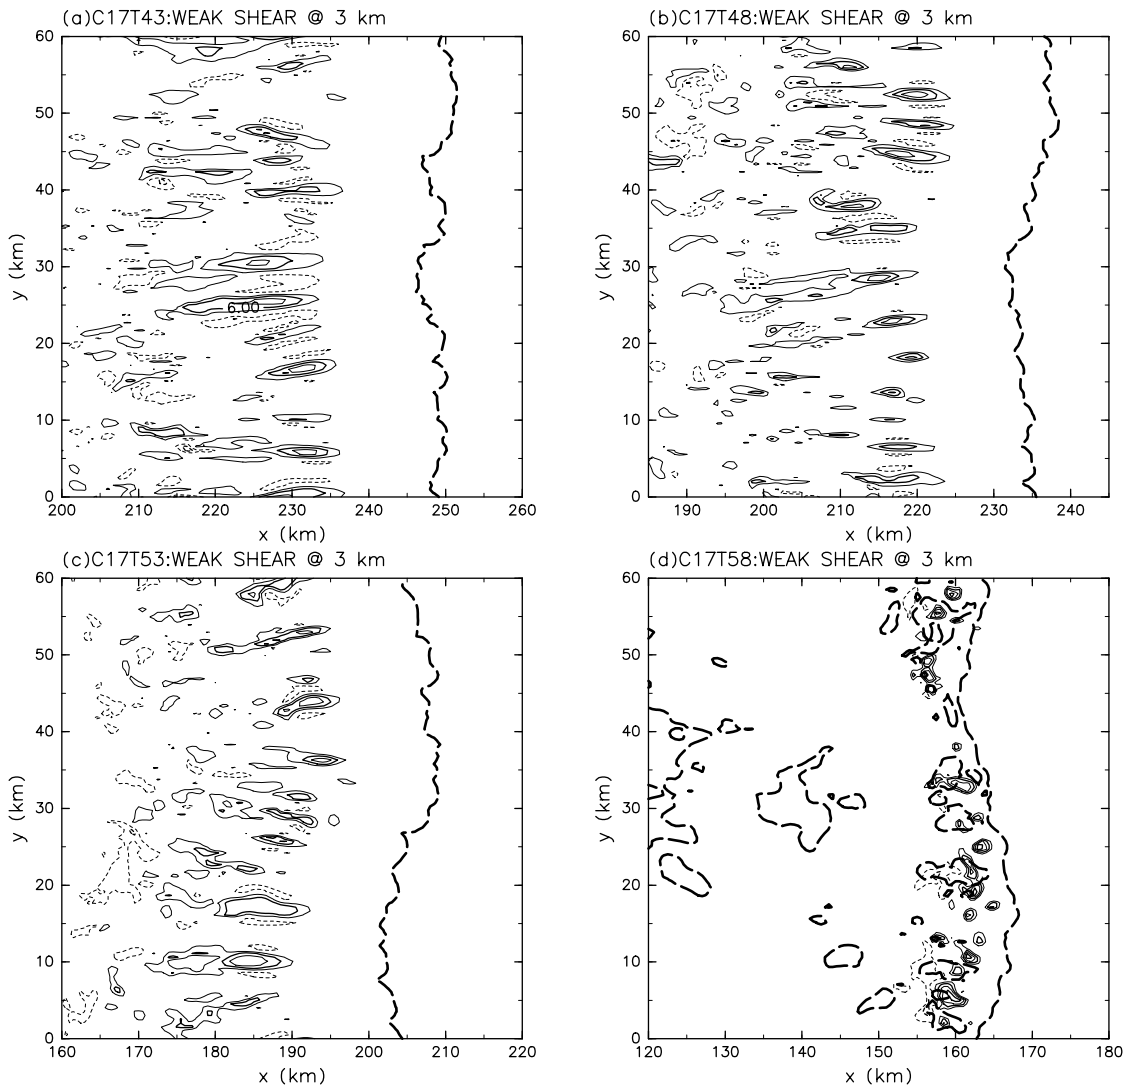 (a)C17T43:WEAK SHEAR @ 3 km
60
50
40
30
20
10
0
y (km)
6.00
200 210 220 230 240 250 260
x (km)
(b)C17T48:WEAK SHEAR @ 3 km
60
50
40
30
20
10
0
y (km)
190 200 210 220 230 240
x (km)
(c)C17T53:WEAK SHEAR @ 3 km
60
50
40
30
20
10
0
y (km)
160 170 180 190 200 210 220
x (km)
(d)C17T58:WEAK SHEAR @ 3 km
60
50
40
30
20
10
0
y (km)
120 130 140 150 160 170 180
x (km)